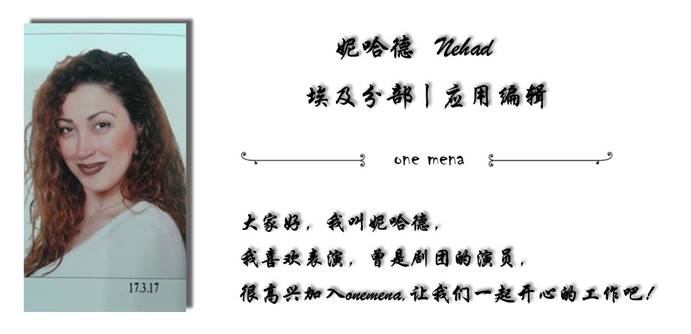 妮哈德 Nehad
埃及分部丨应用编辑
one mena
大家好，我叫妮哈德，
我喜欢表演，曾是剧团的演员，
很高兴加入onemena,让我们一起开心的工作吧！
17.3.17